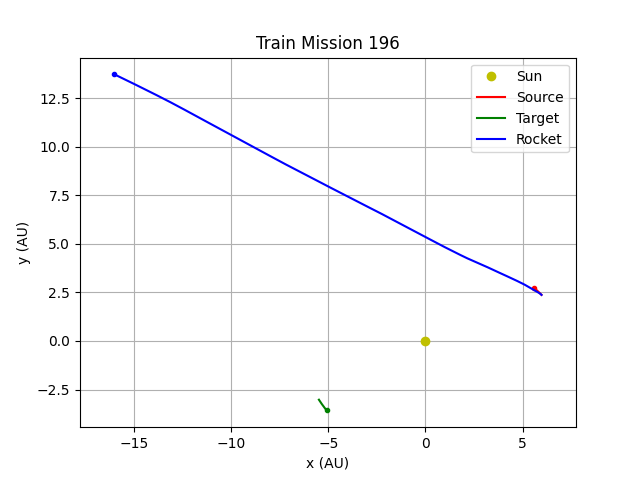 Train Mission 196
Sun
Source
Target
Rocket
12.5
10.0
7.5
5.0
2.5
0.0
−2.5
y (AU)
−15
−10
−5
0
5
x (AU)